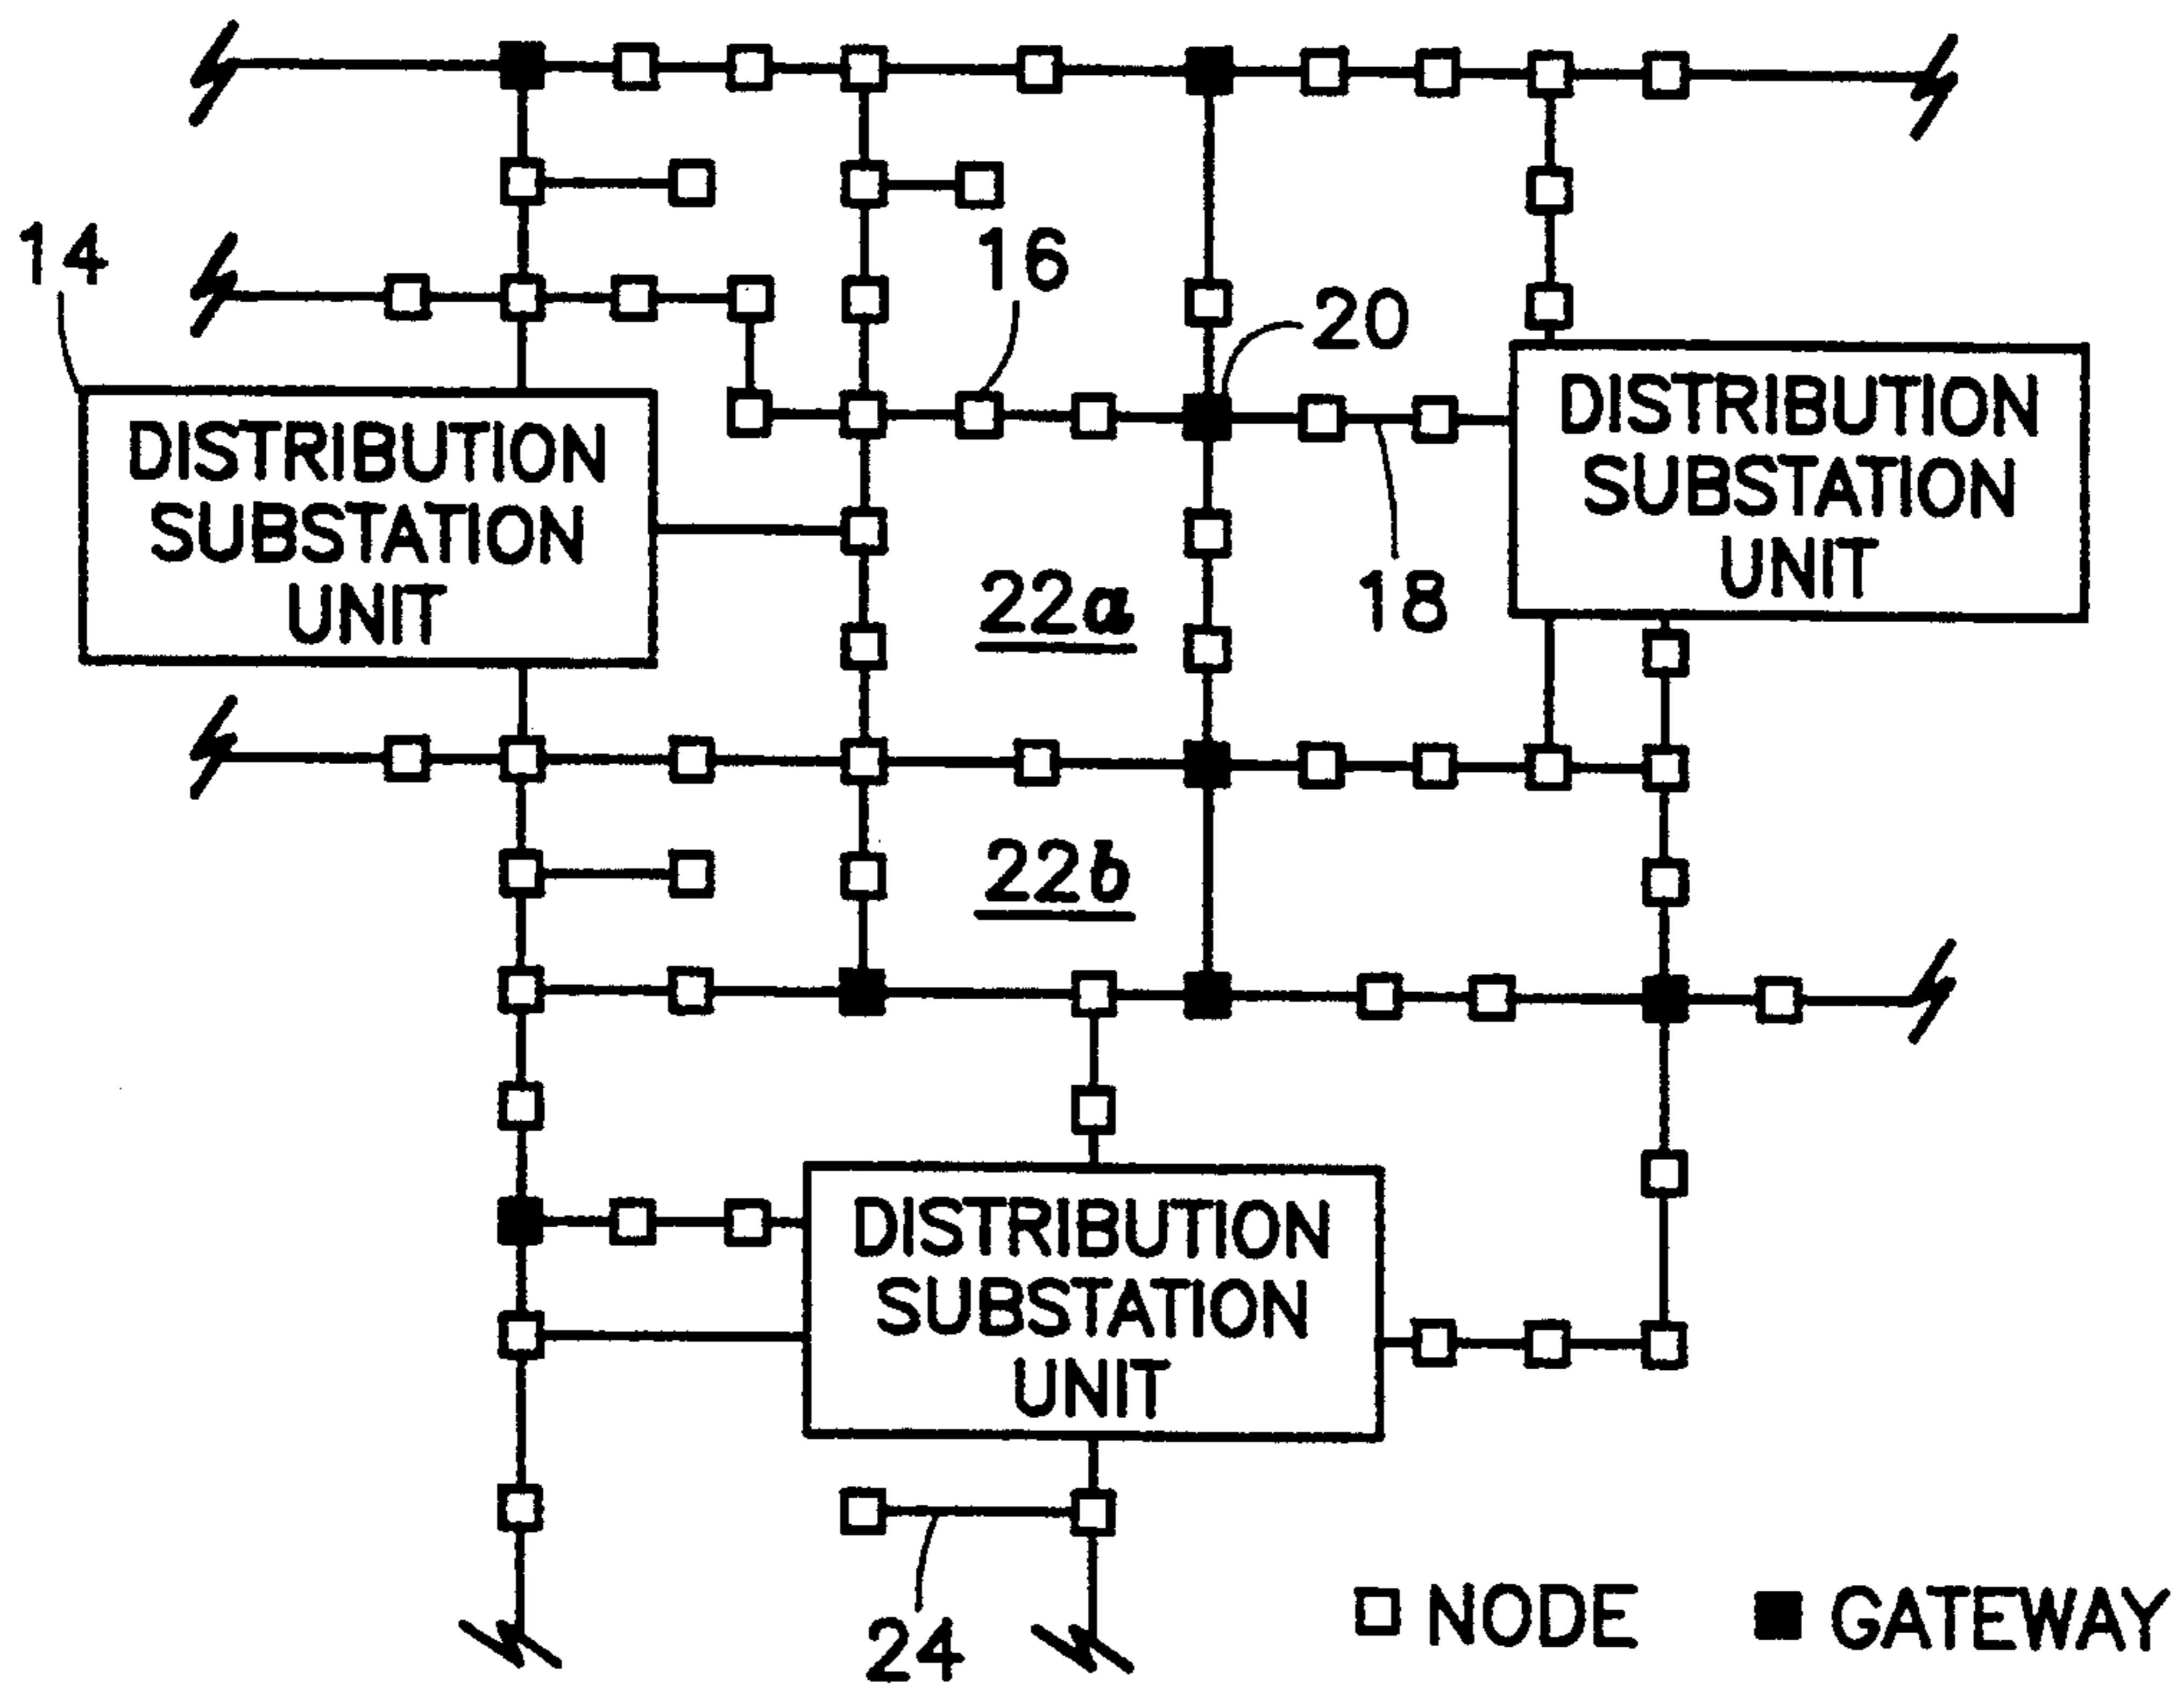 14
16
20
DISTRIBUTION
SUBSTATION
UNIT
DISTRIBUTION
SUBSTATION
UNIT
22a
18
22b
DISTRIBUTION
SUBSTATION
UNIT
24
NODE
GATEWAY